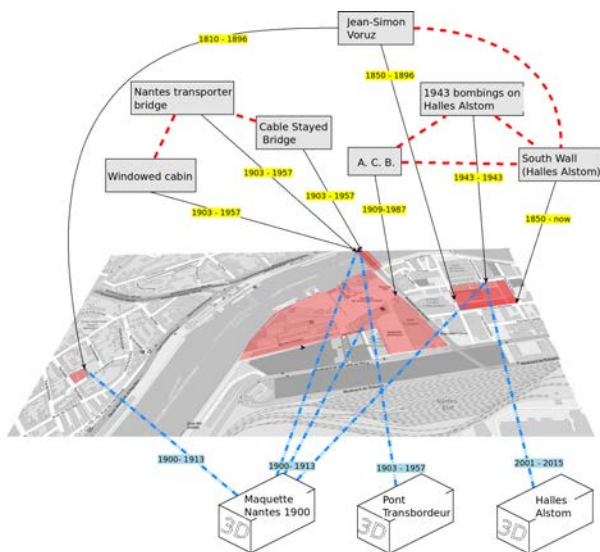 Jean-Simon
Voruz
1810 - 1896
1850 - 1896
Nantes transporter
bridge
1943 bombings on
Halles Alstom
Cable Stayed
Bridge
Windowed cabin
A. C. B.
South Wall
(Halles Alstom)
1903 - 1957
1903 - 1957
1943 - 1943
1903 - 1957
1909-1987
1850 - now
1900- 1913
1900- 1913
1903 - 1957
2001 - 2015
Maquette
Nantes 1900
3D
Pont
Transbordeur
3D
Halles
Alstom
3D